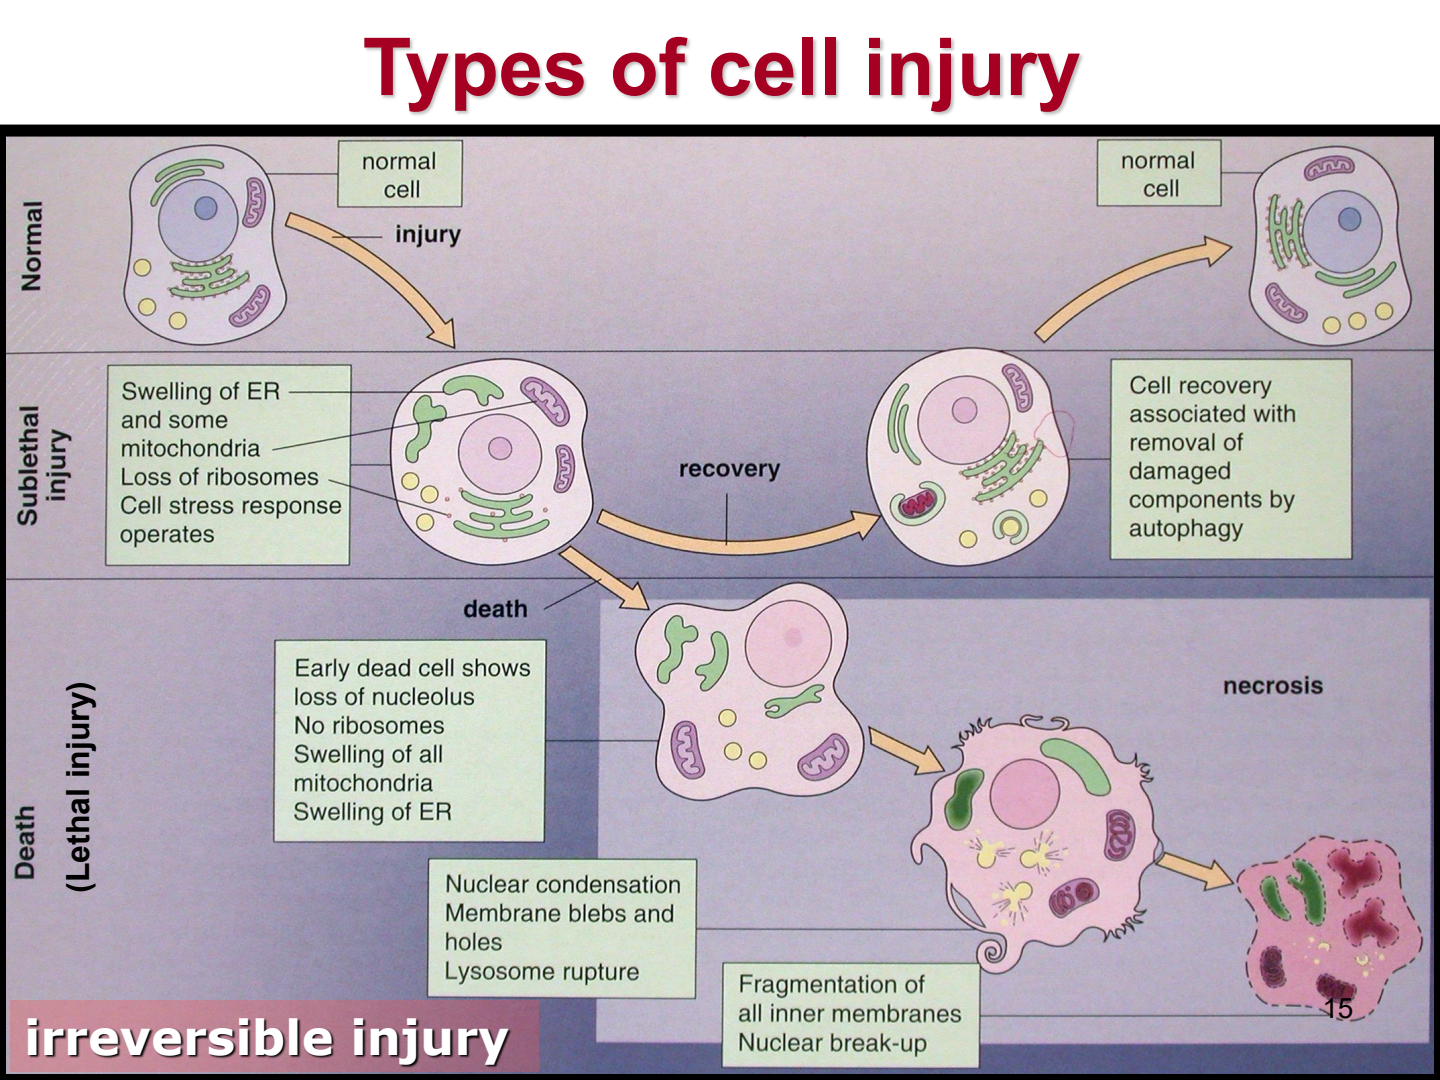 Types of cell injury
Normal
normal
cell
injury
normal
cell
Sublethal
injury
Swelling of ER
and some
mitochondria
Loss of ribosomes
Cell stress response
operates
recovery
Cell recovery
associated with
removal of
damaged
components by
autophagy
death
Death
(Lethal injury)
Early dead cell shows
loss of nucleolus
No ribosomes
Swelling of all
mitochondria
Swelling of ER
necrosis
Nuclear condensation
Membrane blebs and
holes
Lysosome rupture
Fragmentation of
all inner membranes
Nuclear break-up
15
irreversible injury